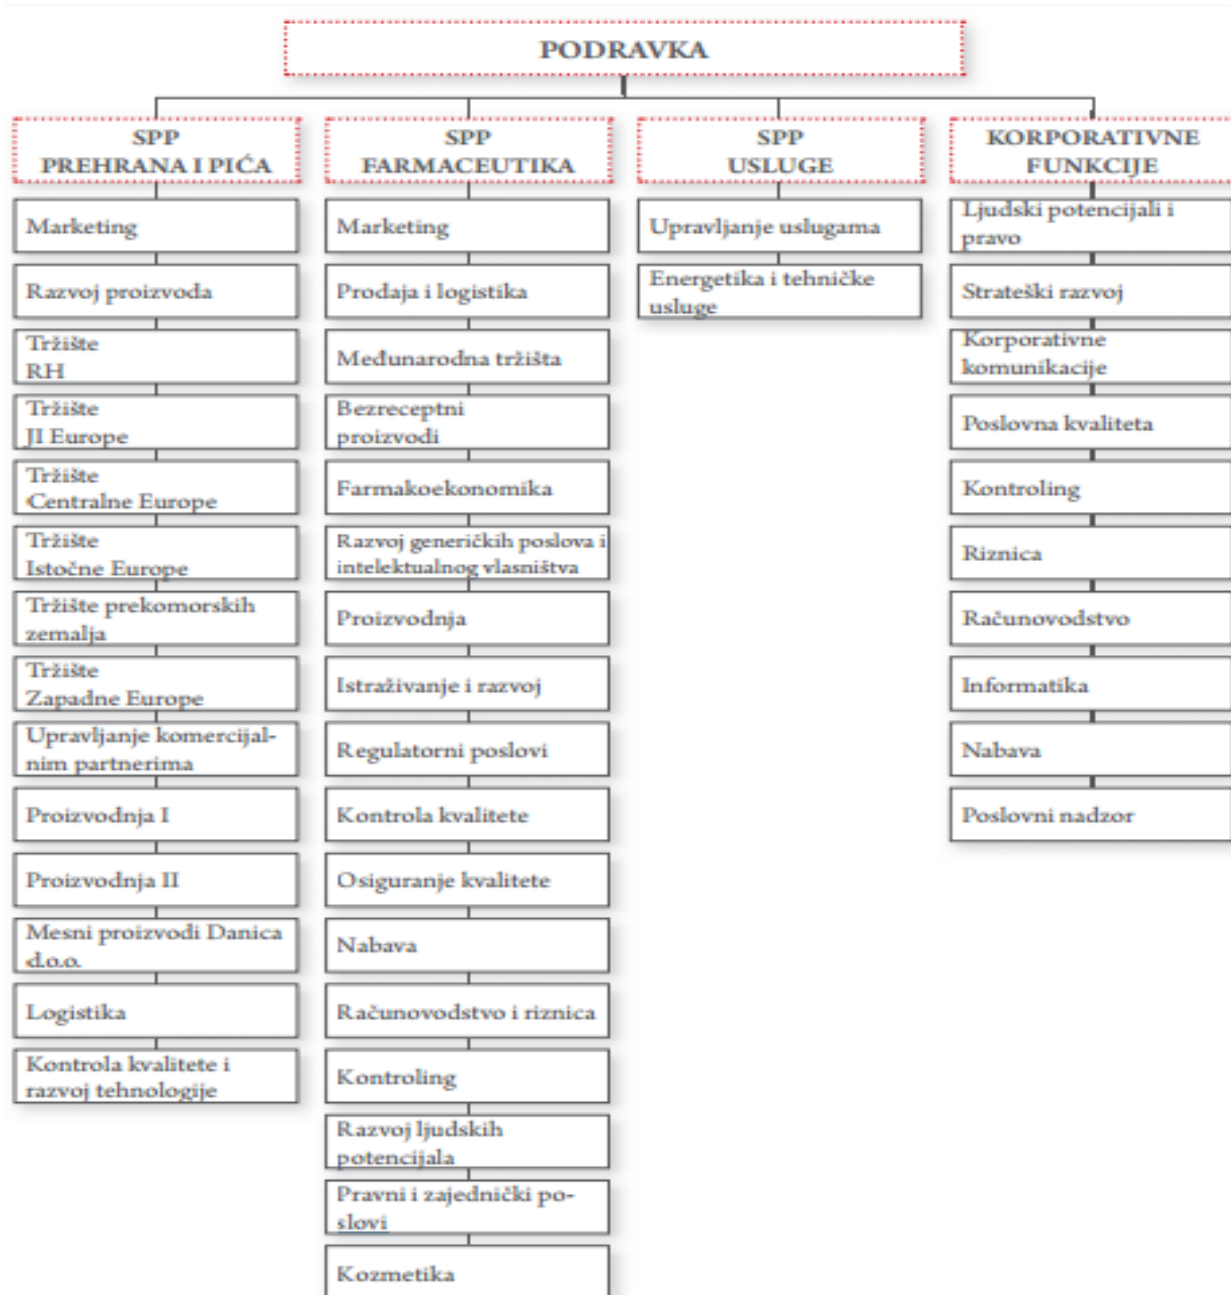 PODRAVKA
SPP
PREHRANA I PIĆA
Marketing
Razvoj proizvoda
Tržište
RH
Tržište
JI Europe
Tržište
Centralne Europe
Tržište
Istočne Europe
Tržište prekomorskih
zemalja
Tržište
Zapadne Europe
Upravljanje komercijal-
nim partnerima
Proizvodnja I
Proizvodnja II
Mesni proizvodi Danica
d.o.o.
Logistika
Kontrola kvalitete i
razvoj tehnologije
SPP
FARMACEUTIKA
Marketing
Prodaja i logistika
Međunarodna tržišta
Bezreceptni
proizvodi
Farmakoekonomika
Razvoj generičkih poslova i
intelektualnog vlasništva
Proizvodnja
Istraživanje i razvoj
Regulatorni poslovi
Kontrola kvalitete
Osiguranje kvalitete
Nabava
Računovodstvo i riznica
Kontroling
Razvoj ljudskih
potencijala
Pravni i zajednički po-
slovi
Kozmetika
SPP
USLUGE
Upravljanje uslugama
Energetika i tehničke
usluge
KORPORATIVNE
FUNKCIJE
Ljudski potencijali i
pravo
Strateški razvoj
Korporativne
komunikacije
Poslovna kvaliteta
Kontroling
Riznica
Računovodstvo
Informatika
Nabava
Poslovni nadzor